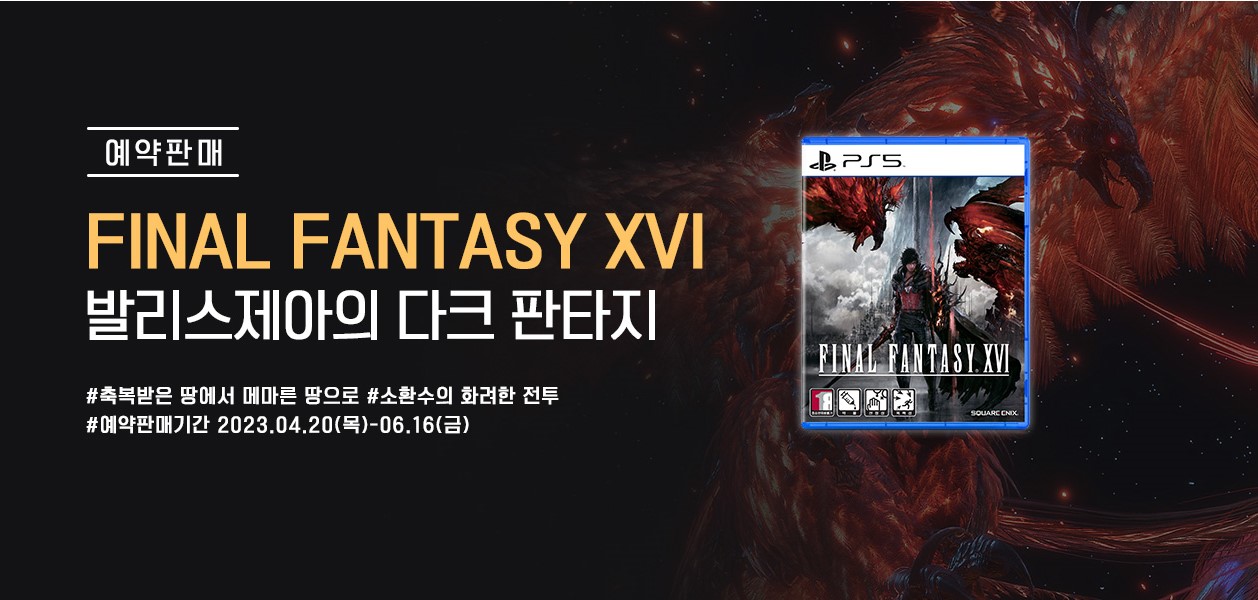 예약판매
FINAL FANTASY XVI
발리스제아의 다크 판타지
#축복받은 땅에서 메마른 땅으로 #소환수의 화려한 전투
#예약판매기간 2023.04.20(목)-06.16(금)
PS5
FINAL FANTASY XVI
18
SQUARE ENIX